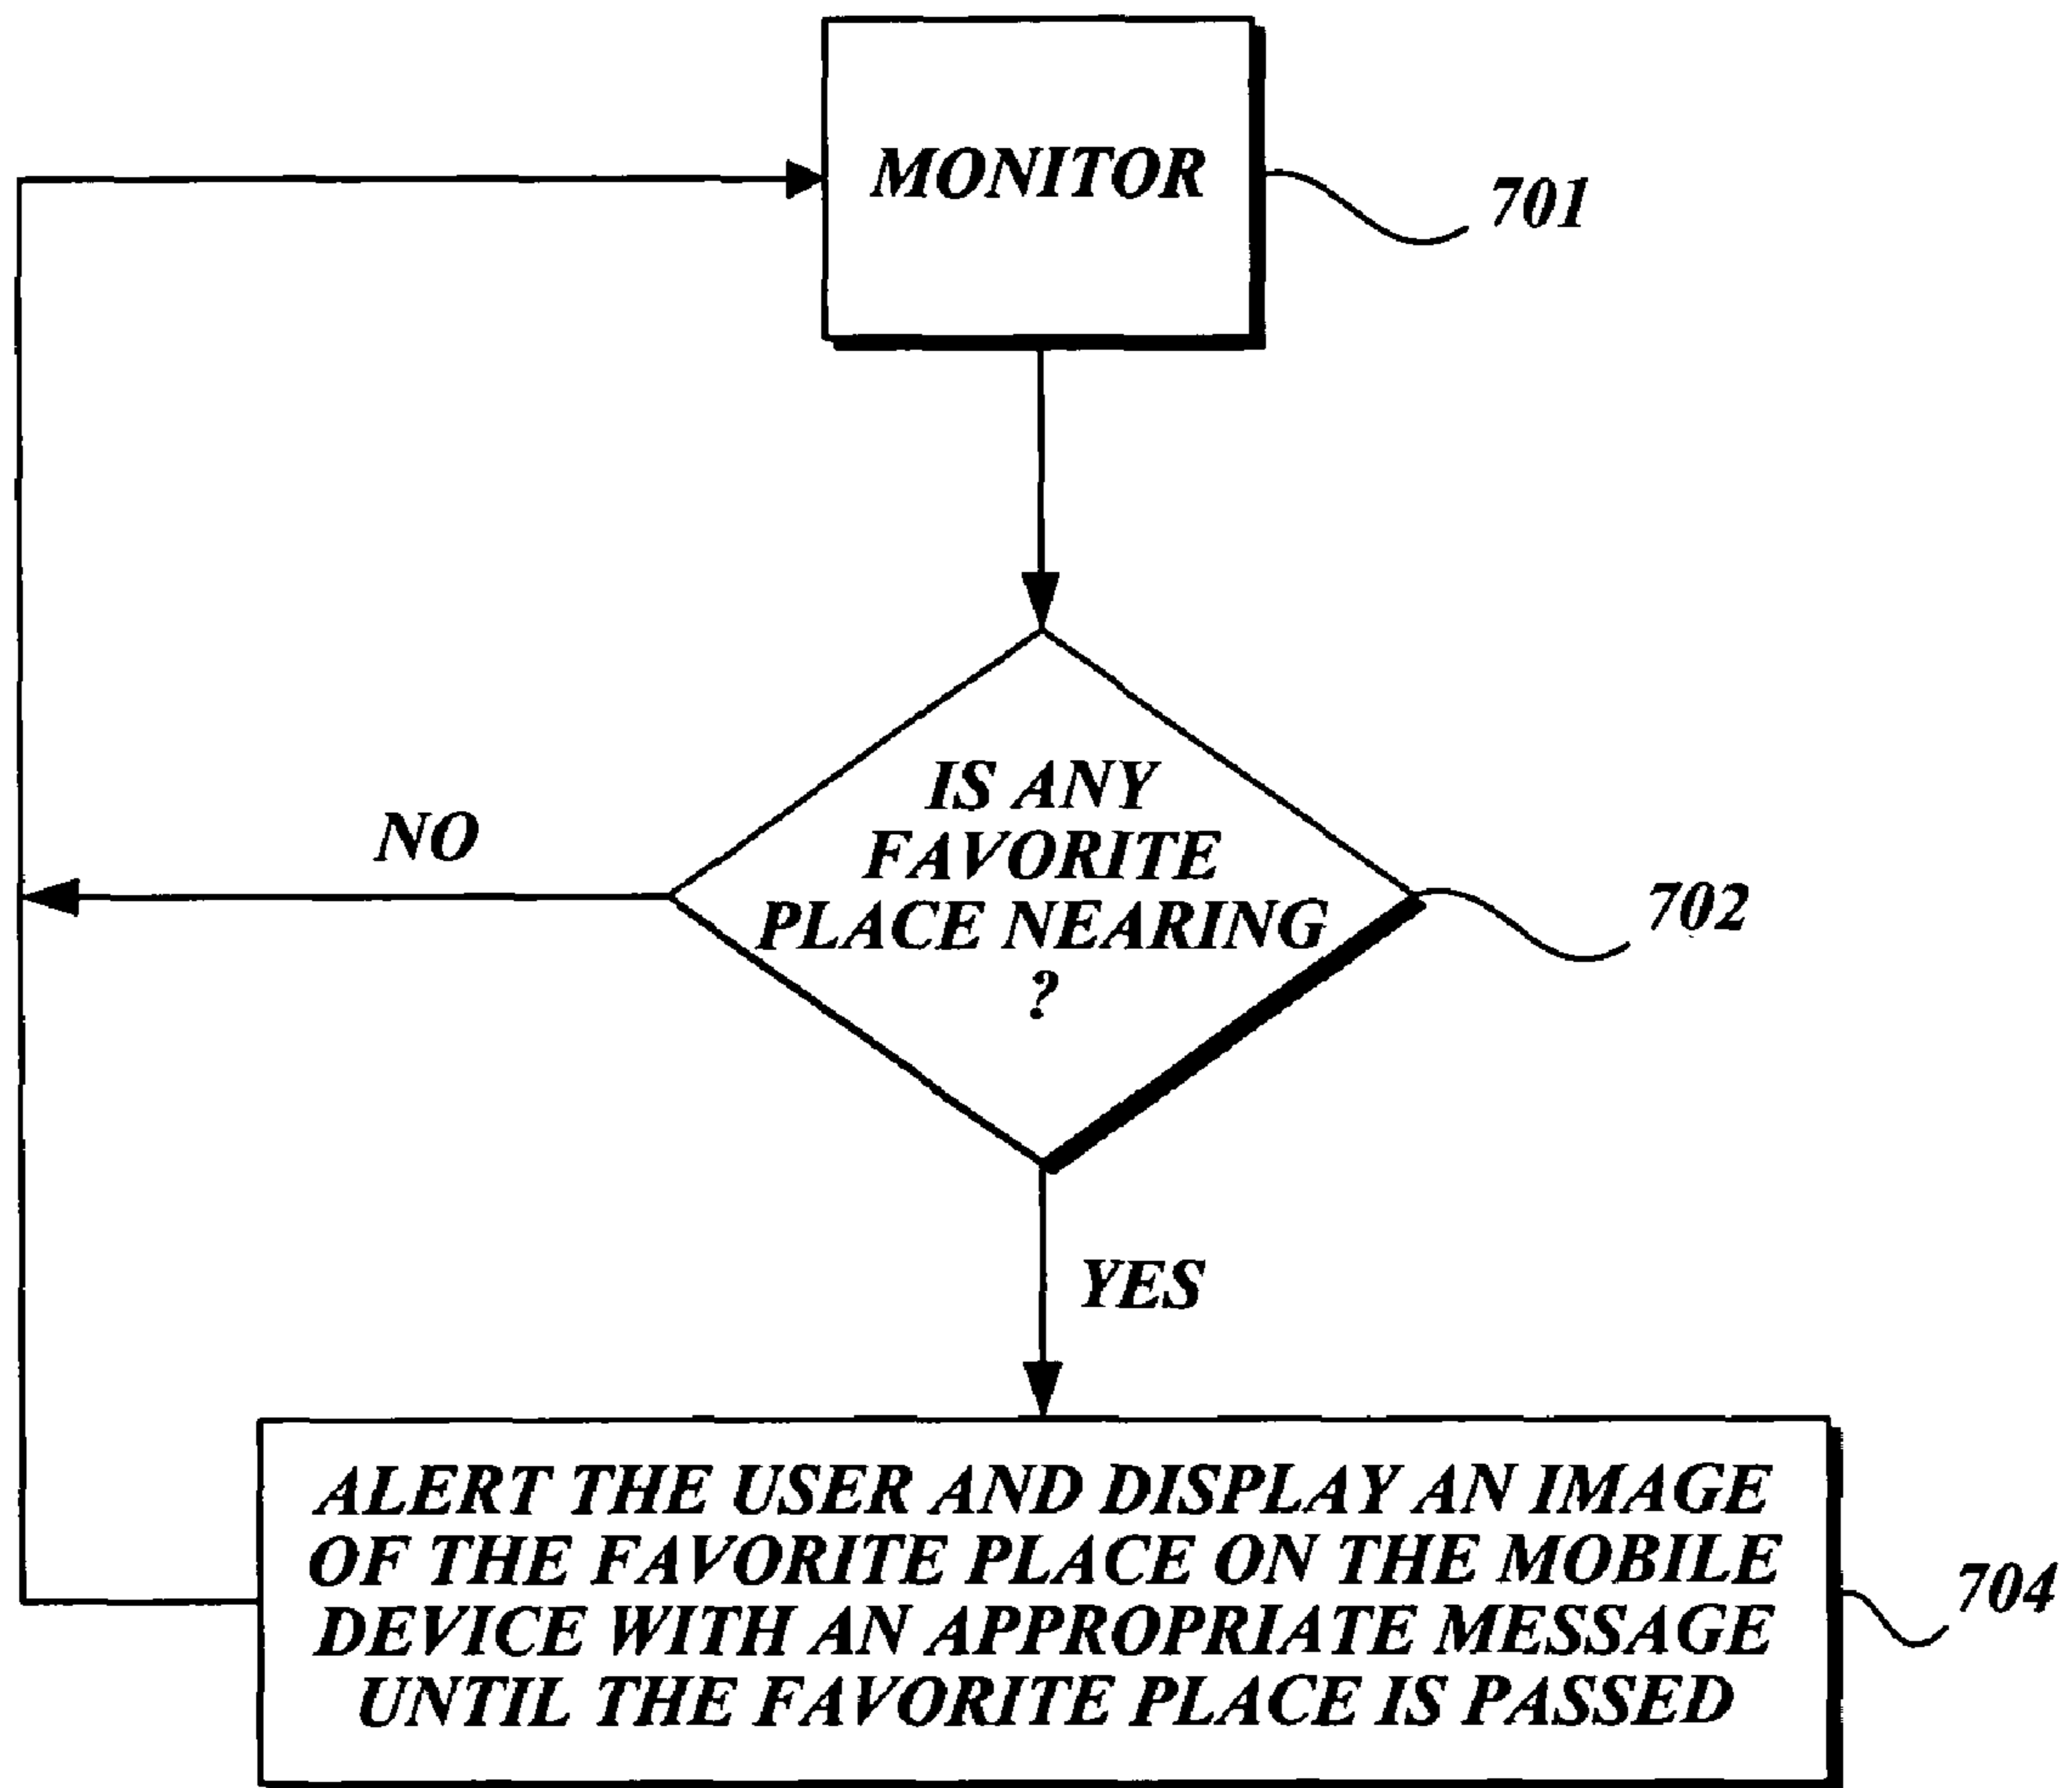 MONITOR
701
IS ANY
FAVORITE
PLACE NEARING
?
702
NO
YES
ALERT THE USER AND DISPLAY AN IMAGE
OF THE FAVORITE PLACE ON THE MOBILE
DEVICE WITH AN APPROPRIATE MESSAGE
UNTIL THE FAVORITE PLACE IS PASSED
704